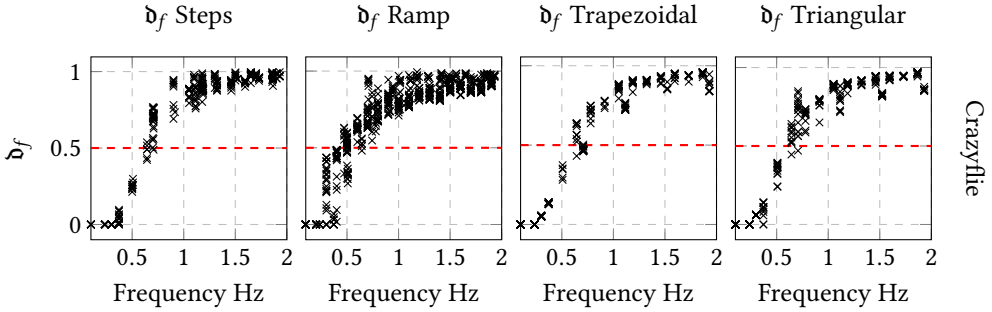 𝔡f Steps
𝔡f Ramp
𝔡f Trapezoidal
𝔡f Triangular
1
0.5
0
𝔡f
0.5 1 1.5 2
0.5 1 1.5 2
0.5 1 1.5 2
0.5 1 1.5 2
Frequency Hz
Frequency Hz
Frequency Hz
Frequency Hz
Crazyflie